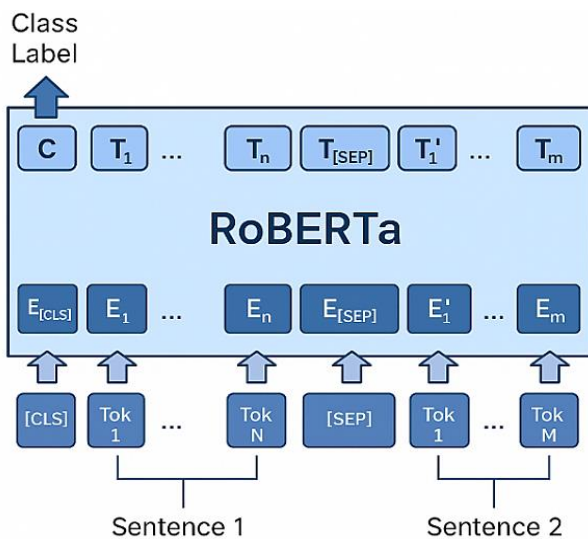 Class
Label
C T1 ... Tn T[SEP] T1' ... Tm
RoBERTa
E[CLS] E1 ... En E[SEP] E1' ... Em
[CLS] Tok 1 ... Tok N [SEP] Tok 1 ... Tok M
Sentence 1 Sentence 2